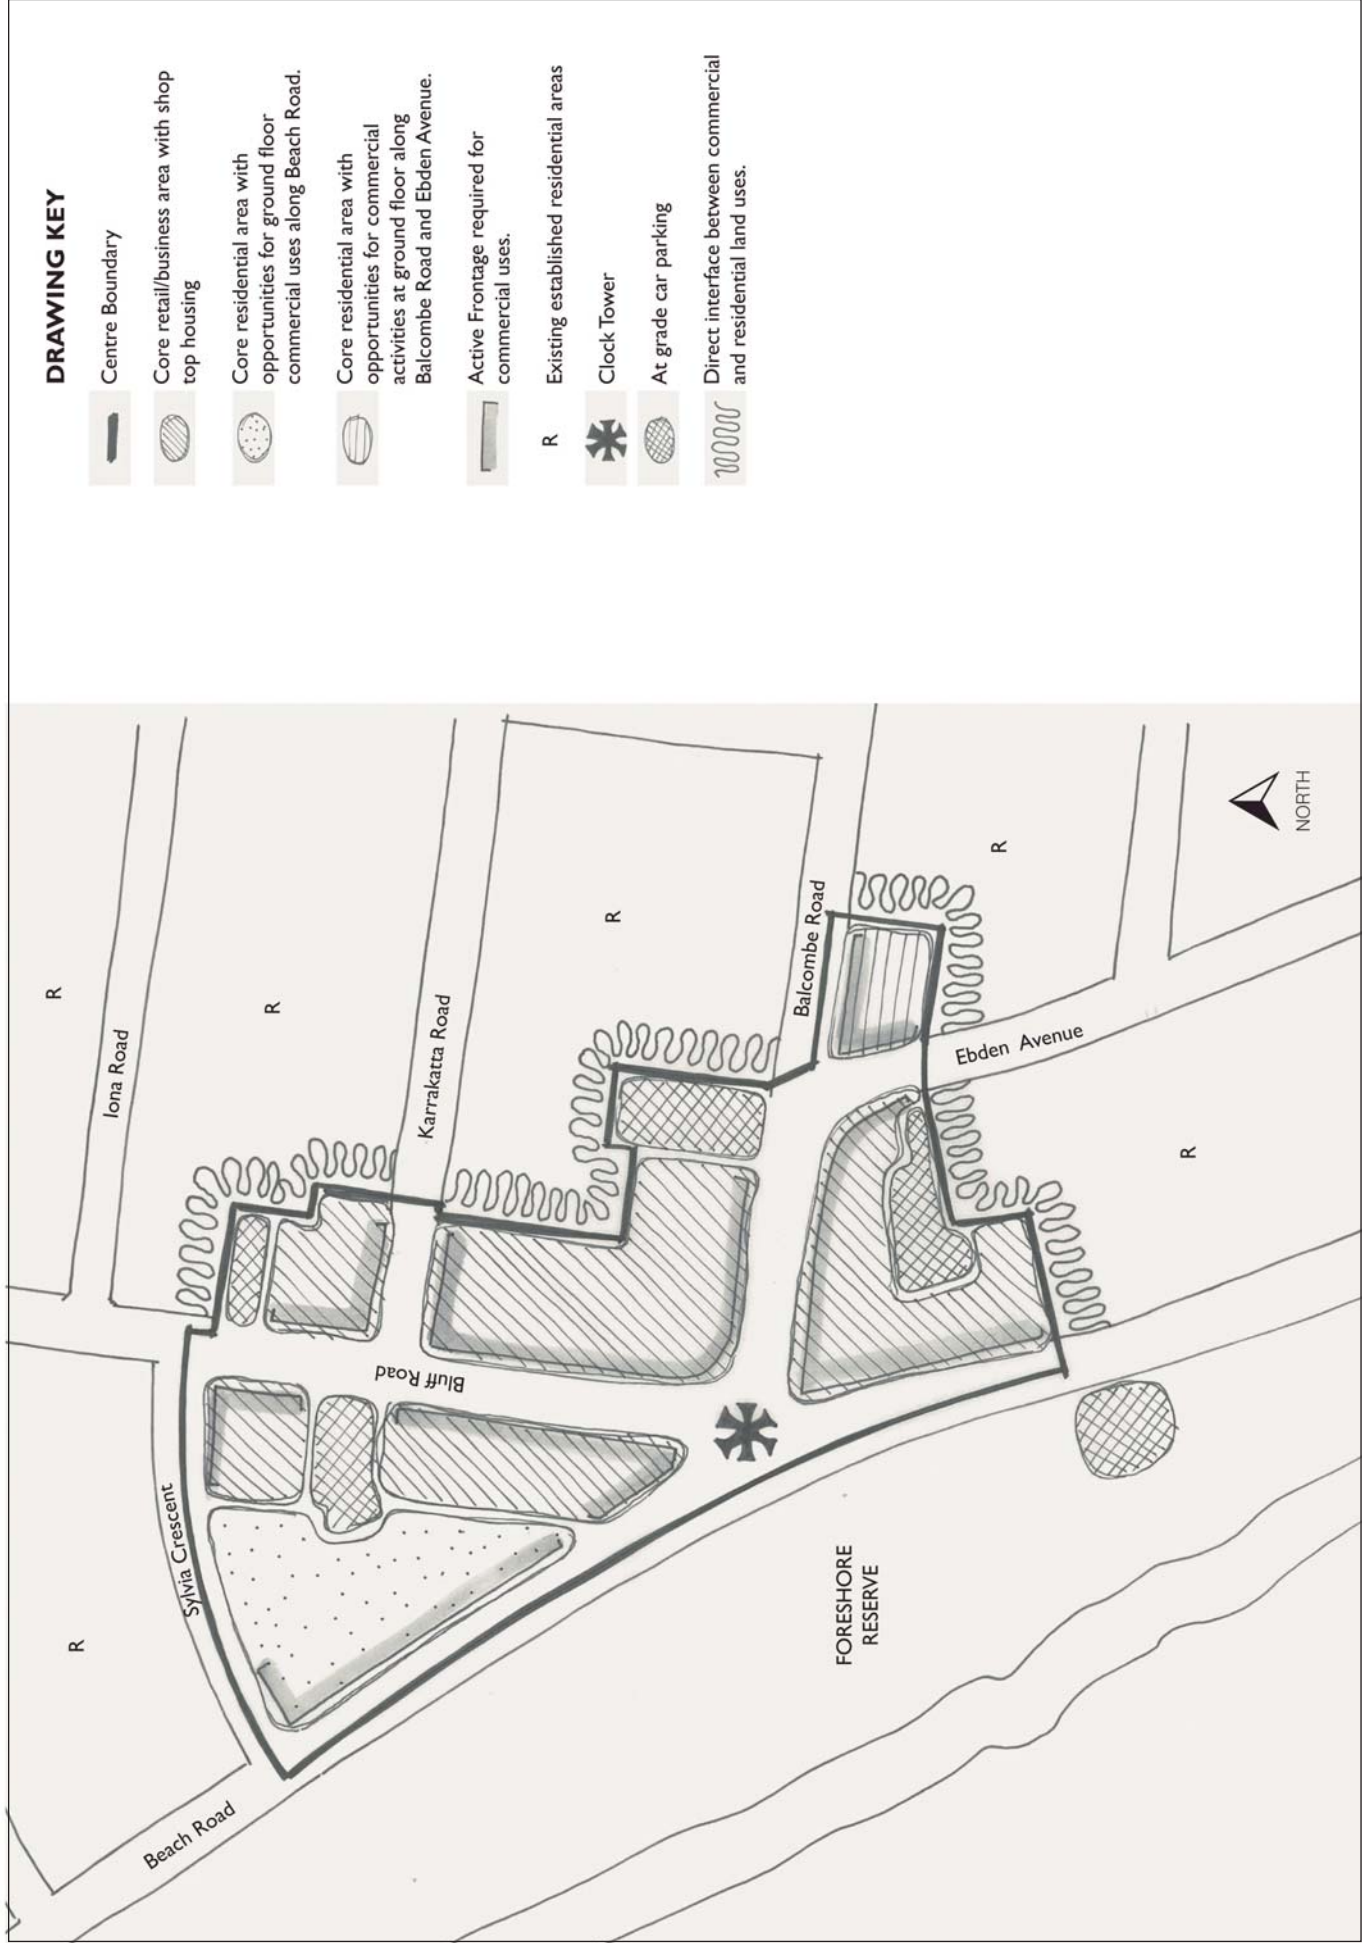 DRAWING KEY
Centre Boundary
Core retail/business area with shop
top housing
Core residential area with
opportunities for ground floor
commercial uses along Beach Road.
Core residential area with
opportunities for commercial
activities at ground floor along
Balcombe Road and Ebden Avenue.
Active Frontage required for
commercial uses.
R
Existing established residential areas
Clock Tower
At grade car parking
Direct interface between commercial
and residential land uses.
R
Iona Road
R
Karrakatta Road
R
Balcombe Road
R
Ebden Avenue
R
NORTH
Bluff Road
Sylvia Crescent
R
Beach Road
FORESHORE
RESERVE